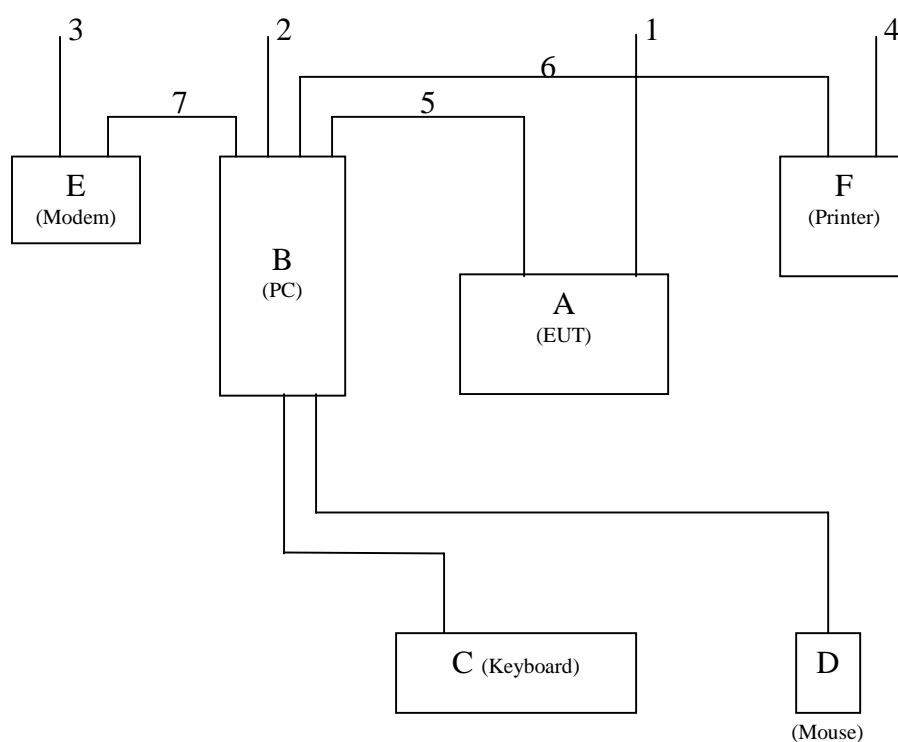 3 2 1 4
6
7 5
E
(Modem)
F
(Printer)
B
(PC)
A
(EUT)
C (Keyboard)
D
(Mouse)